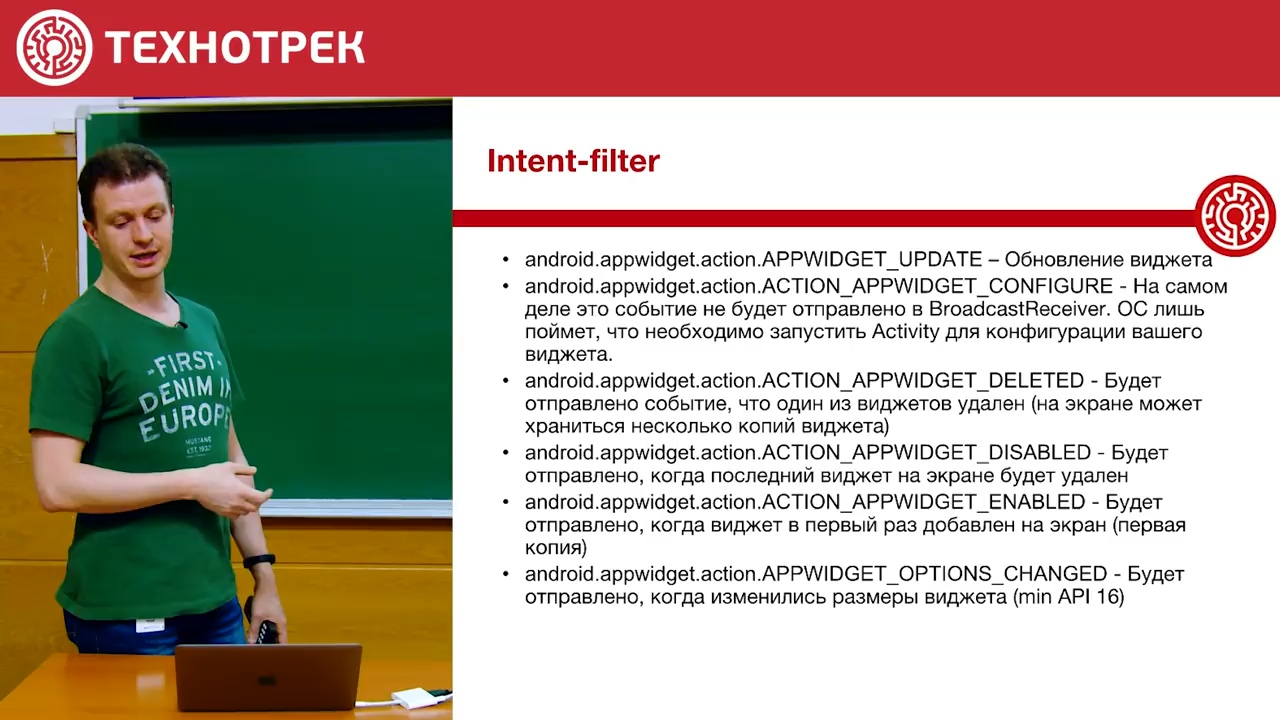 ТЕХНОТРЕК
Intent-filter
• android.appwidget.action.APPWIDGET_UPDATE – Обновление виджета
• android.appwidget.action.ACTION_APPWIDGET_CONFIGURE - На самом
деле это событие не будет отправлено в BroadcastReceiver. ОС лишь
поймет, что необходимо запустить Activity для конфигурации вашего
виджета.
• android.appwidget.action.ACTION_APPWIDGET_DELETED - Будет
отправлено событие, что один из виджетов удален (на экране может
храниться несколько копий виджета)
• android.appwidget.action.ACTION_APPWIDGET_DISABLED - Будет
отправлено, когда последний виджет на экране будет удален
• android.appwidget.action.ACTION_APPWIDGET_ENABLED - Будет
отправлено, когда виджет в первый раз добавлен на экран (первая
копия)
• android.appwidget.action.APPWIDGET_OPTIONS_CHANGED - Будет
отправлено, когда изменились размеры виджета (min API 16)
FIRST
DENIM IN
EUROPE
MUSTANG
EST. 1932